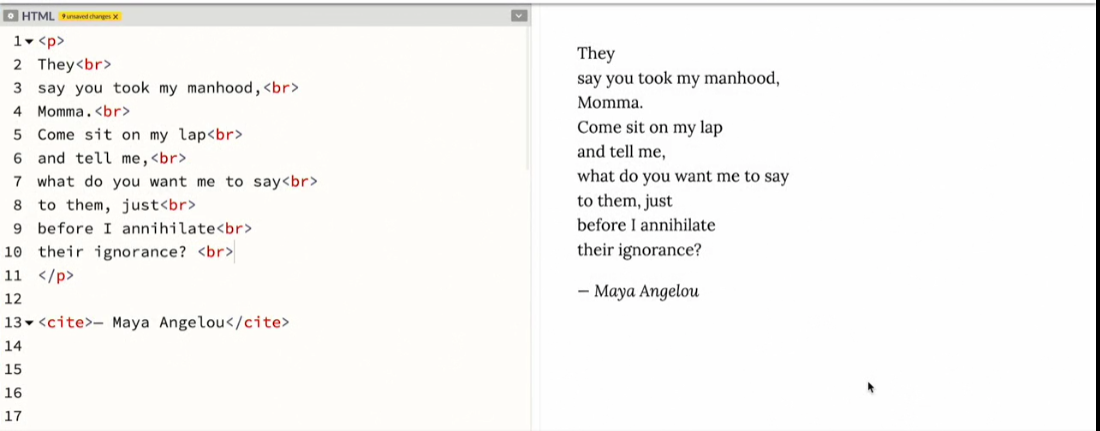 HTML 9 unsaved changes X
1 <p>
2 They<br>
3 say you took my manhood,<br>
4 Momma.<br>
5 Come sit on my lap<br>
6 and tell me,<br>
7 what do you want me to say<br>
8 to them, just<br>
9 before I annihilate<br>
10 their ignorance? <br>
11 </p>
12
13 <cite>— Maya Angelou</cite>
14
15
16
17
They
say you took my manhood,
Momma.
Come sit on my lap
and tell me,
what do you want me to say
to them, just
before I annihilate
their ignorance?
— Maya Angelou